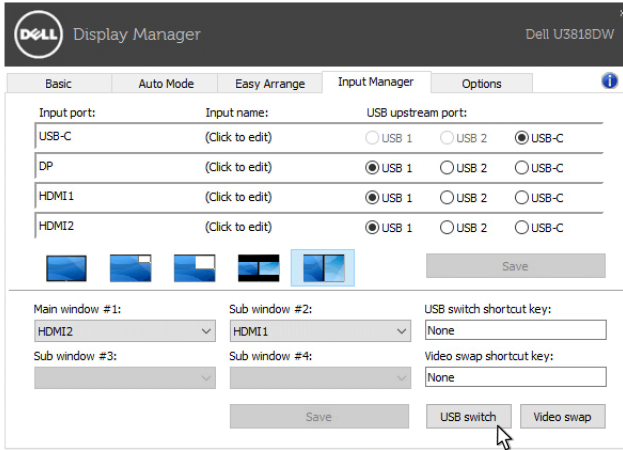 DELL Display Manager Dell U3818DW
Basic Auto Mode Easy Arrange Input Manager Options
Input port: Input name: USB upstream port:
USB-C (Click to edit) USB 1 USB 2 USB-C
DP (Click to edit) USB 1 USB 2 USB-C
HDMI1 (Click to edit) USB 1 USB 2 USB-C
HDMI2 (Click to edit) USB 1 USB 2 USB-C
Save
Main window #1: Sub window #2: USB switch shortcut key:
HDMI2 HDMI1 None
Sub window #3: Sub window #4: Video swap shortcut key:
None
Save USB switch Video swap